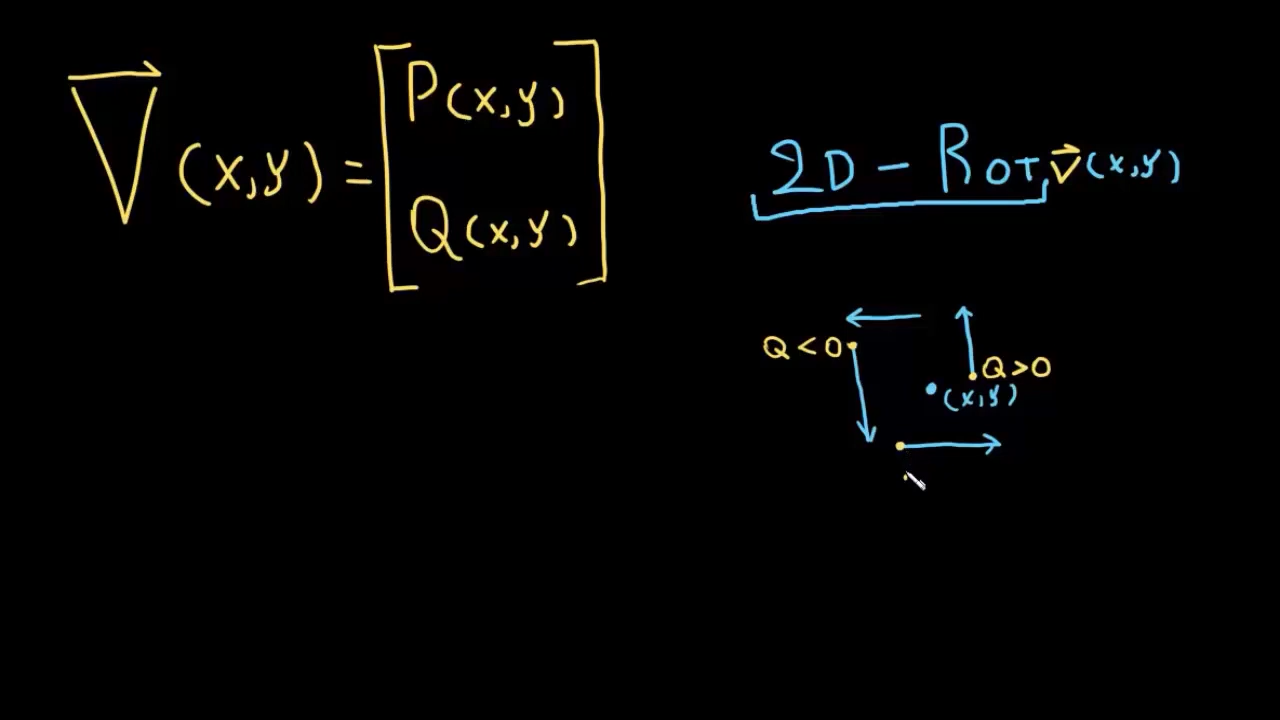 V⃗(x,y) = [P(x,y)
Q(x,y)]
2D - ROT V⃗(x,y)
Q < 0
Q > 0
(x,y)